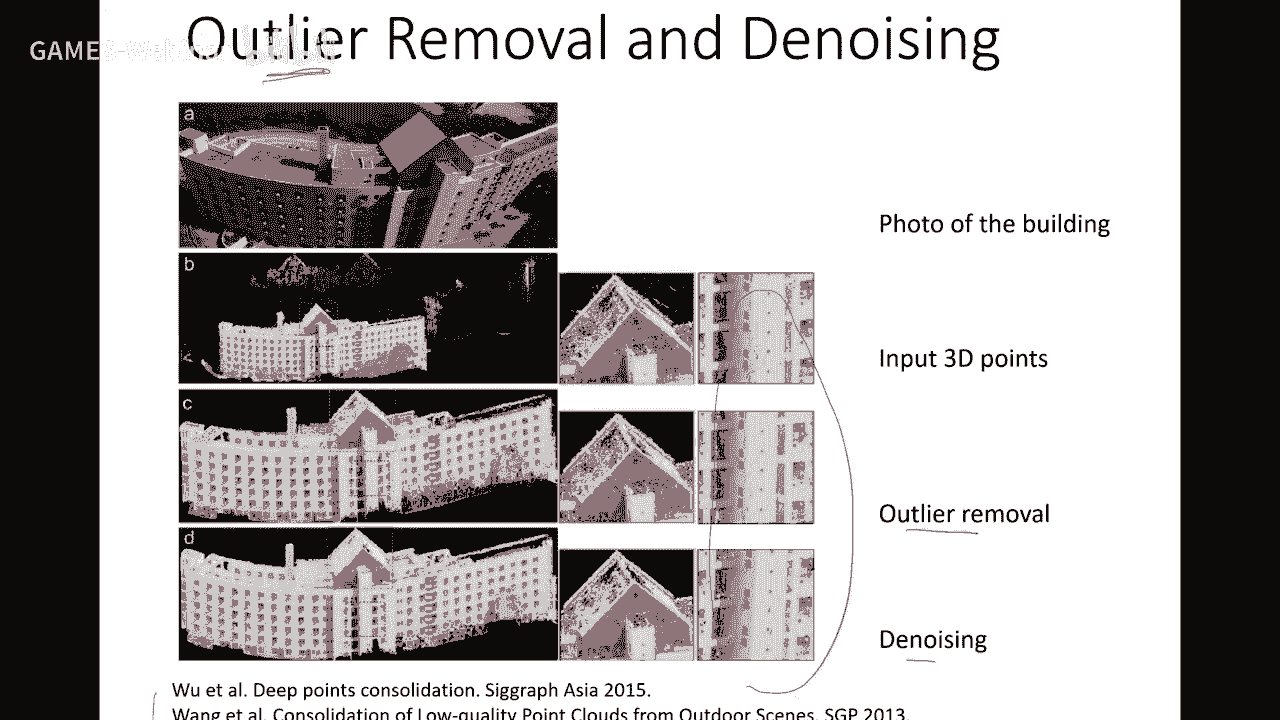 Outlier Removal and Denoising
GAMES-Webinar
a
Photo of the building
b
Input 3D points
c
Outlier removal
d
Denoising
Wu et al. Deep points consolidation. Siggraph Asia 2015.
Wang et al. Consolidation of Low-quality Point Clouds from Outdoor Scenes. SGP 2013.